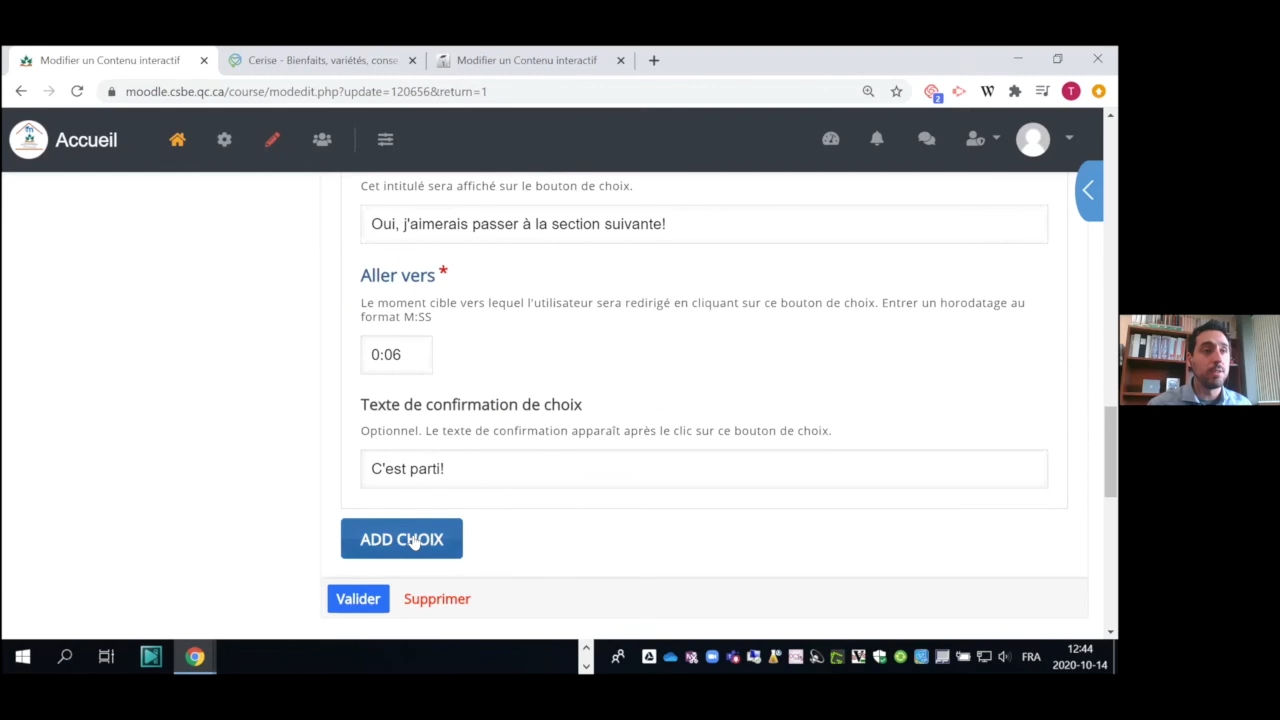 Modifier un Contenu interactif
Cerise - Bienfaits, variétés, conse
Modifier un Contenu interactif
moodle.csbe.qc.ca/course/modedit.php?update=120656&return=1
2
W
T
Accueil
Cet intitulé sera affiché sur le bouton de choix.
Oui, j'aimerais passer à la section suivante!
Aller vers *
Le moment cible vers lequel l'utilisateur sera redirigé en cliquant sur ce bouton de choix. Entrer un horodatage au
format M:SS
0:06
Texte de confirmation de choix
Optionnel. Le texte de confirmation apparaît après le clic sur ce bouton de choix.
C'est parti!
ADD CHOIX
Valider Supprimer
FRA
12:44
2020-10-14